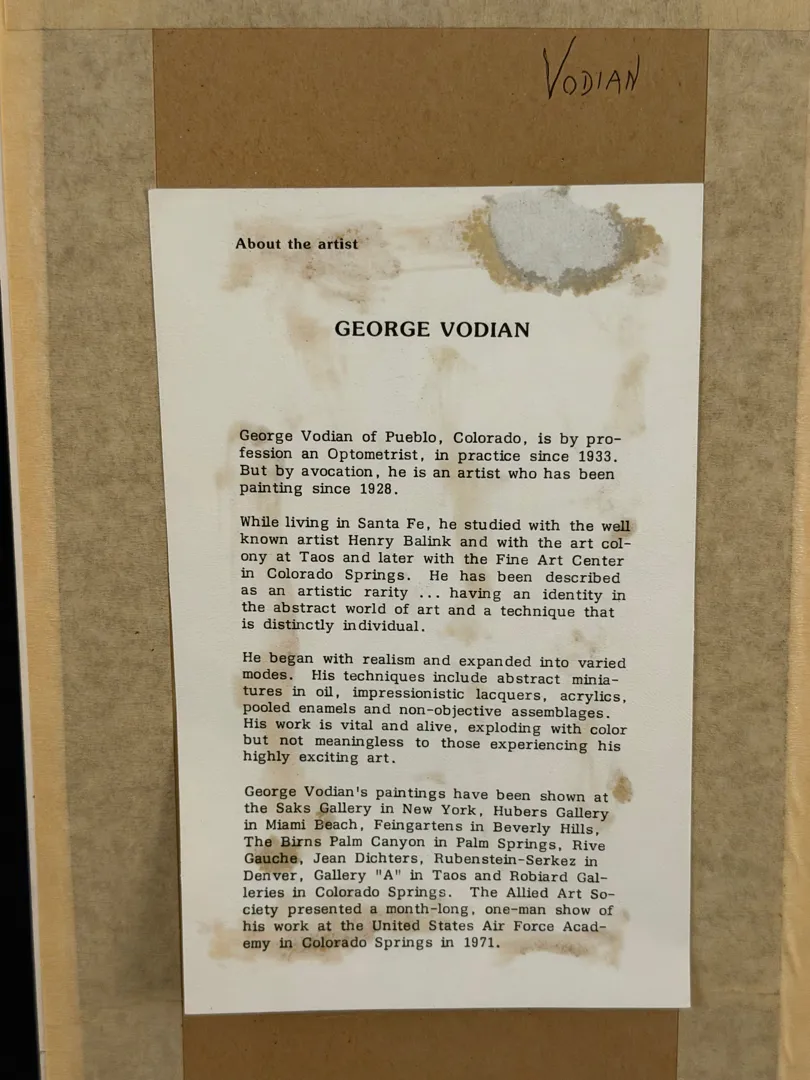 VODIAN
About the artist
GEORGE VODIAN
George Vodian of Pueblo, Colorado, is by pro-
fession an Optometrist, in practice since 1933.
But by avocation, he is an artist who has been
painting since 1928.
While living in Santa Fe, he studied with the well
known artist Henry Balink and with the art col-
ony at Taos and later with the Fine Art Center
in Colorado Springs. He has been described
as an artistic rarity ... having an identity in
the abstract world of art and a technique that
is distinctly individual.
He began with realism and expanded into varied
modes. His techniques include abstract minia-
tures in oil, impressionistic lacquers, acrylics,
pooled enamels and non-objective assemblages.
His work is vital and alive, exploding with color
but not meaningless to those experiencing his
highly exciting art.
George Vodian's paintings have been shown at
the Saks Gallery in New York, Hubers Gallery
in Miami Beach, Feingartens in Beverly Hills,
The Birns Palm Canyon in Palm Springs, Rive
Gauche, Jean Dichters, Rubenstein-Serkez in
Denver, Gallery "A" in Taos and Robiard Gal-
leries in Colorado Springs. The Allied Art So-
ciety presented a month-long, one-man show of
his work at the United States Air Force Acad-
emy in Colorado Springs in 1971.